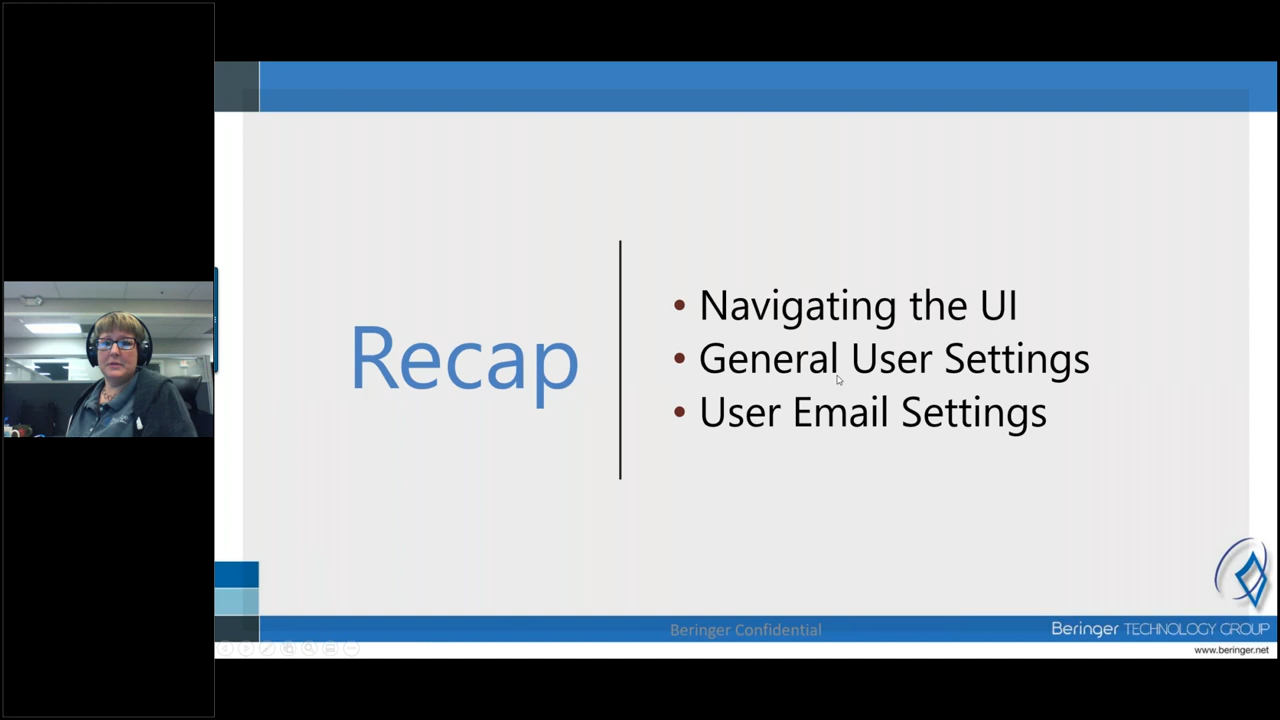 Recap
• Navigating the UI
• General User Settings
• User Email Settings
Beringer Confidential
Beringer TECHNOLOGY GROUP
www.beringer.net